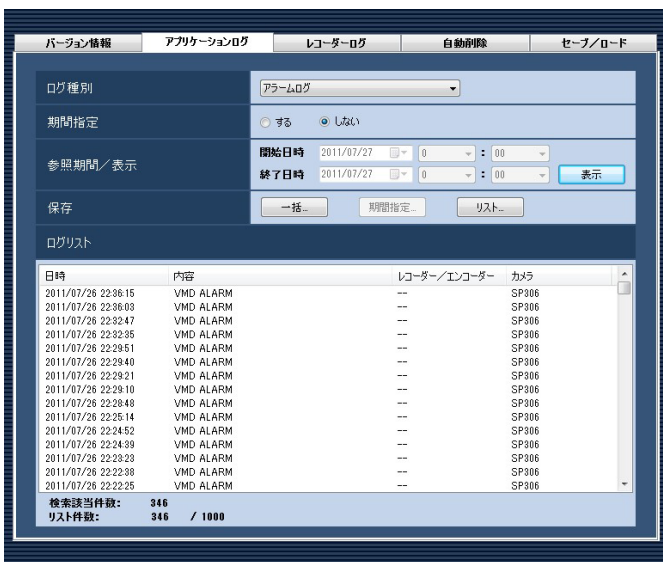 バージョン情報 アプリケーションログ レコーダーログ 自動削除 セーブ/ロード
ログ種別 アラームログ
期間指定 する しない
参照期間/表示 開始日時 2011/07/27 0 : 00
終了日時 2011/07/27 0 : 00 表示
保存 一括... 期間指定... リスト...
ログリスト
日時 内容 レコーダー/エンコーダー カメラ
2011/07/26 22:36:15 VMD ALARM -- SP306
2011/07/26 22:36:03 VMD ALARM -- SP306
2011/07/26 22:32:47 VMD ALARM -- SP306
2011/07/26 22:32:35 VMD ALARM -- SP306
2011/07/26 22:29:51 VMD ALARM -- SP306
2011/07/26 22:29:40 VMD ALARM -- SP306
2011/07/26 22:29:21 VMD ALARM -- SP306
2011/07/26 22:29:10 VMD ALARM -- SP306
2011/07/26 22:28:48 VMD ALARM -- SP306
2011/07/26 22:25:14 VMD ALARM -- SP306
2011/07/26 22:24:52 VMD ALARM -- SP306
2011/07/26 22:24:39 VMD ALARM -- SP306
2011/07/26 22:23:23 VMD ALARM -- SP306
2011/07/26 22:22:38 VMD ALARM -- SP306
2011/07/26 22:22:25 VMD ALARM -- SP306
検索該当件数: 346
リスト件数: 346 / 1000